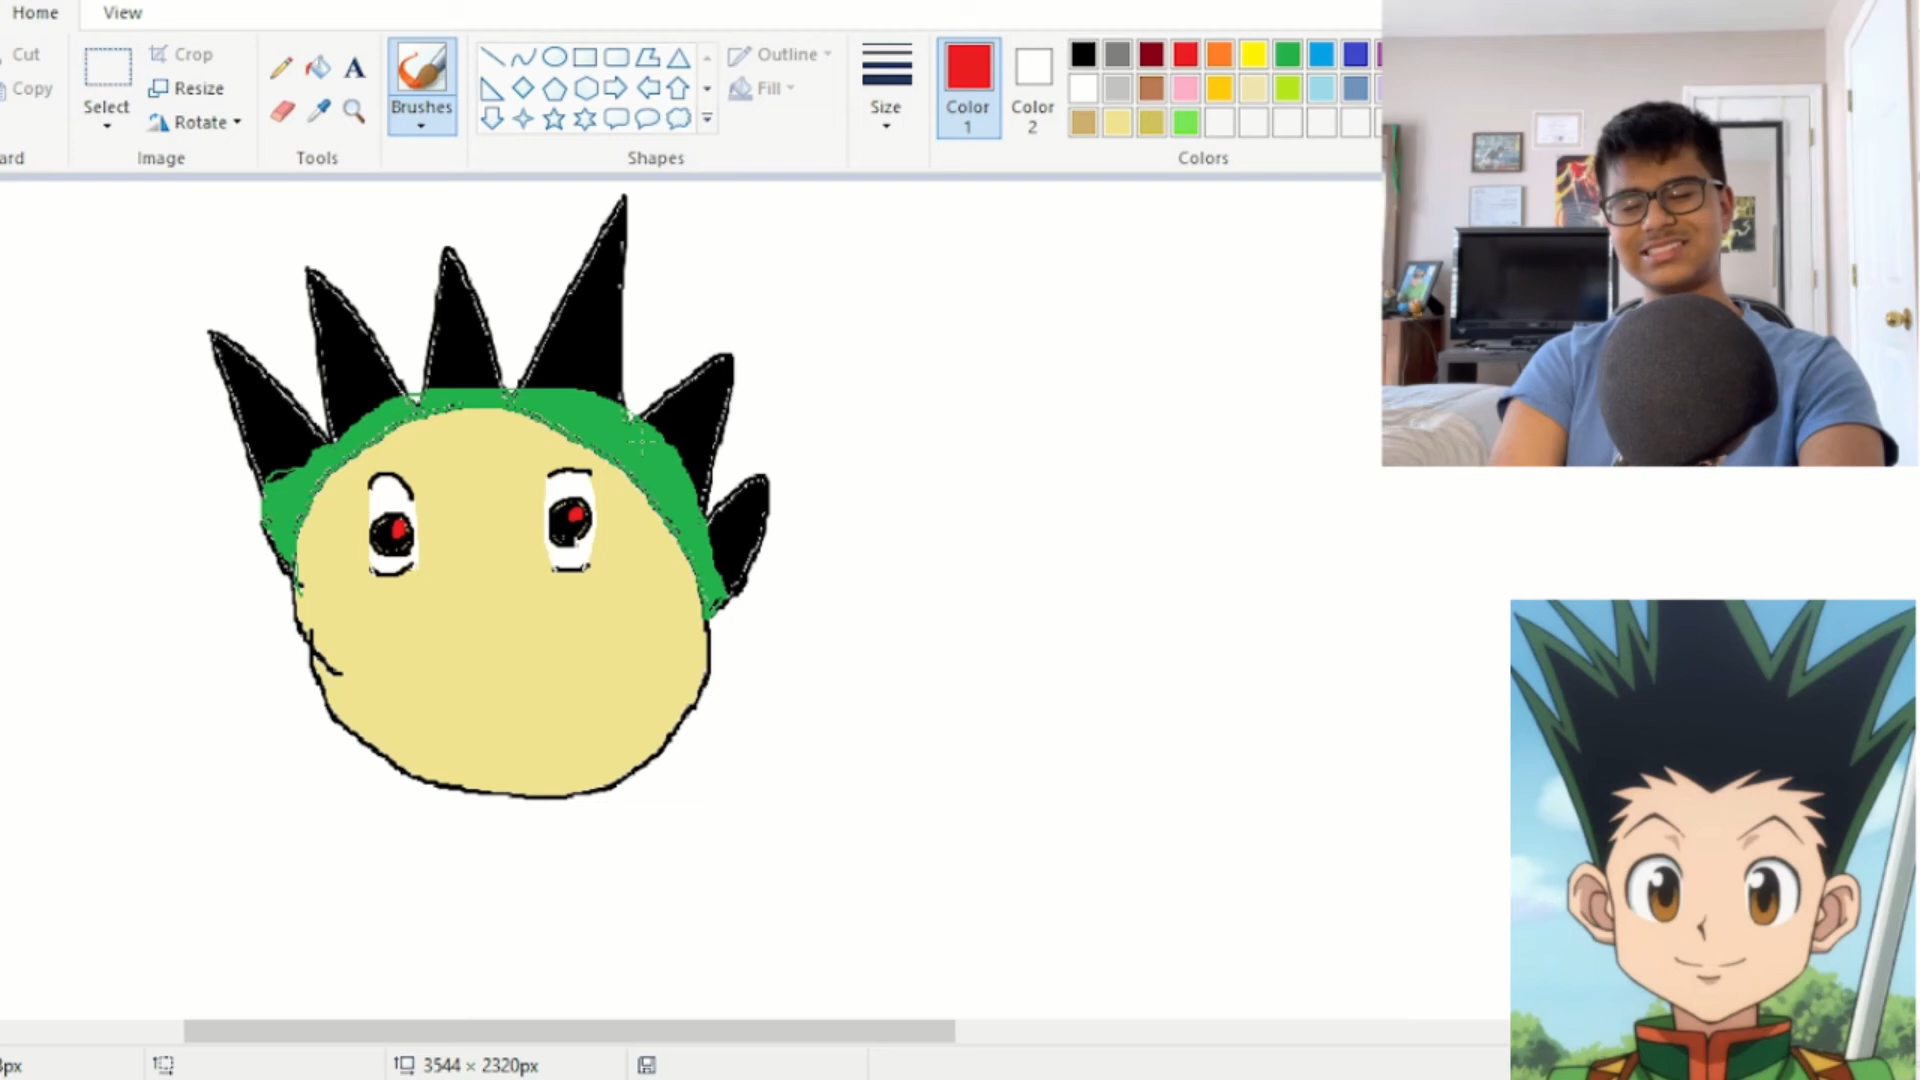 Home View
Cut
Copy
Select
Crop
Resize
Rotate
Image
A
Tools
Brushes
Shapes
Outline
Fill
Size
Color 1
Color 2
Colors
ard
3px
3544 × 2320px